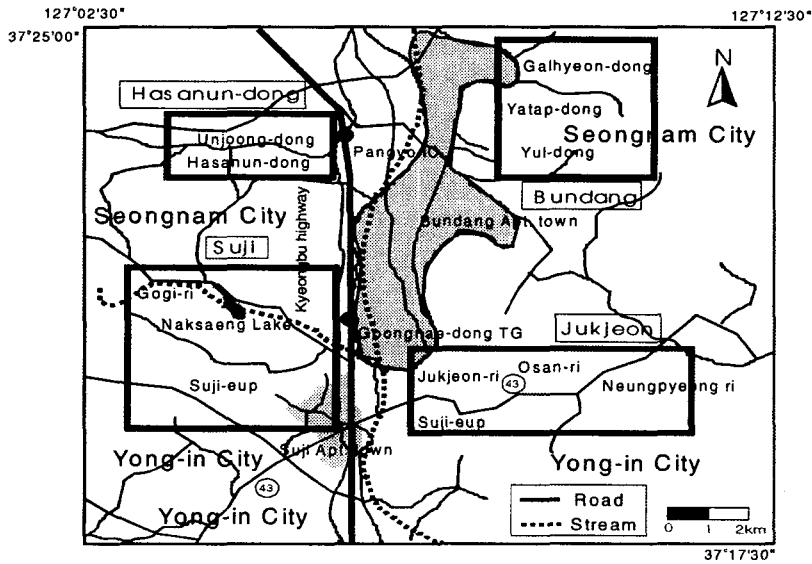 127°02'30"
127°12'30"
37°25'00"
N
Hasanun-dong
Galhyeon-dong
Yatap-dong
Seongnam City
Yul-dong
Unjoong-dong
Hasanun-dong
Pangyo IC
Bundang
Seongnam City
Bundang Apt. town
Suji
Kyeongbu highway
Gogi-ri
Naksaeng Lake
Goonghae-dong TG
Jukjeon
Suji-eup
Jukjeon-ri
Osan-ri
43
Neungpyeong ri
Suji-eup
Suji Apt. town
Yong-in City
Yong-in City
43
Yong-in City
Road
Stream
0 1 2km
37°17'30"